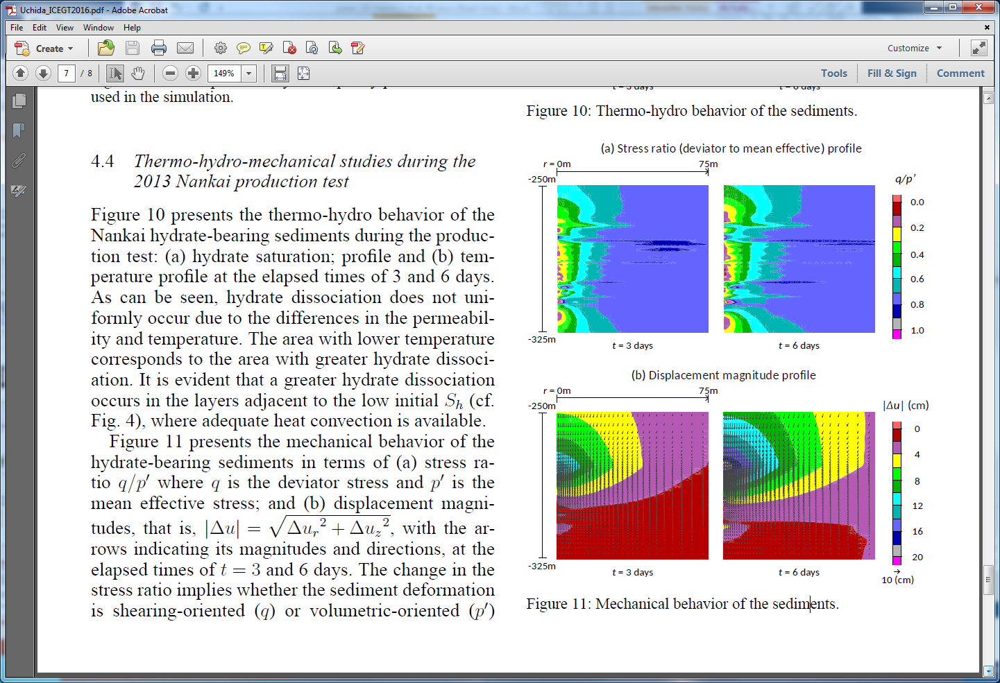 Uchida_ICEGT2016.pdf - Adobe Acrobat
File Edit View Window Help
Create
Customize
7 / 8
149%
Tools Fill & Sign Comment
used in the simulation.
4.4 Thermo-hydro-mechanical studies during the
2013 Nankai production test
Figure 10 presents the thermo-hydro behavior of the
Nankai hydrate-bearing sediments during the produc-
tion test: (a) hydrate saturation; profile and (b) tem-
perature profile at the elapsed times of 3 and 6 days.
As can be seen, hydrate dissociation does not uni-
formly occur due to the differences in the permeabil-
ity and temperature. The area with lower temperature
corresponds to the area with greater hydrate dissoci-
ation. It is evident that a greater hydrate dissociation
occurs in the layers adjacent to the low initial Sh (cf.
Fig. 4), where adequate heat convection is available.
Figure 11 presents the mechanical behavior of the
hydrate-bearing sediments in terms of (a) stress ra-
tio q/p′ where q is the deviator stress and p′ is the
mean effective stress; and (b) displacement magni-
tudes, that is, |Δu| = √Δur² + Δuz², with the ar-
rows indicating its magnitudes and directions, at the
elapsed times of t = 3 and 6 days. The change in the
stress ratio implies whether the sediment deformation
is shearing-oriented (q) or volumetric-oriented (p′)
t = 3 days t = 6 days
Figure 10: Thermo-hydro behavior of the sediments.
(a) Stress ratio (deviator to mean effective) profile
r = 0m 75m
-250m
q/p'
0.0
0.2
0.4
0.6
0.8
1.0
-325m
t = 3 days t = 6 days
(b) Displacement magnitude profile
r = 0m 75m
-250m
|Δu| (cm)
0
4
8
12
16
20
-325m
t = 3 days t = 6 days
10 (cm)
Figure 11: Mechanical behavior of the sediments.